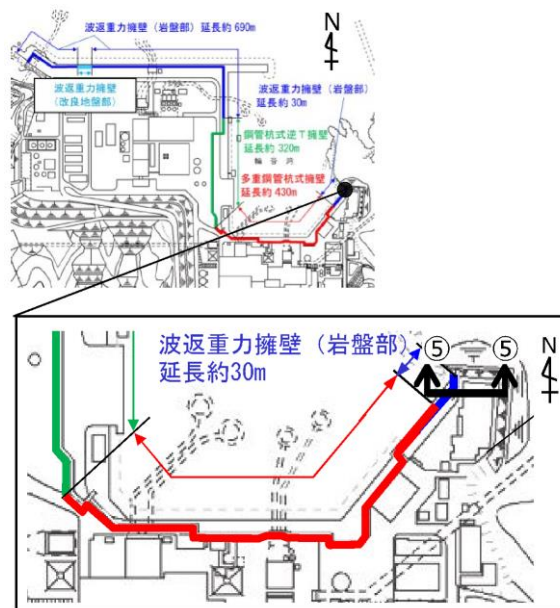 波返重力擁壁（岩盤部）延長約 690m
N
波返重力擁壁
（改良地盤部）
波返重力擁壁（岩盤部）
延長約 30m
鋼管杭式逆Ｔ擁壁
延長約 320m
輪谷湾
多重鋼管杭式擁壁
延長約 430m
波返重力擁壁（岩盤部）
延長約30m
⑤ ⑤
N